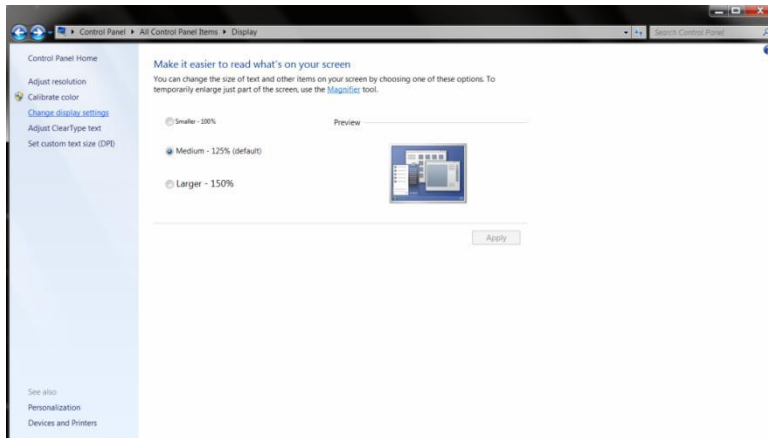 Control Panel ▸ All Control Panel Items ▸ Display
Search Control Panel
Control Panel Home
Adjust resolution
Calibrate color
Change display settings
Adjust ClearType text
Set custom text size (DPI)
Make it easier to read what's on your screen
You can change the size of text and other items on your screen by choosing one of these options. To
temporarily enlarge just part of the screen, use the Magnifier tool.
Smaller - 100%
Preview
Medium - 125% (default)
Larger - 150%
Apply
See also
Personalization
Devices and Printers